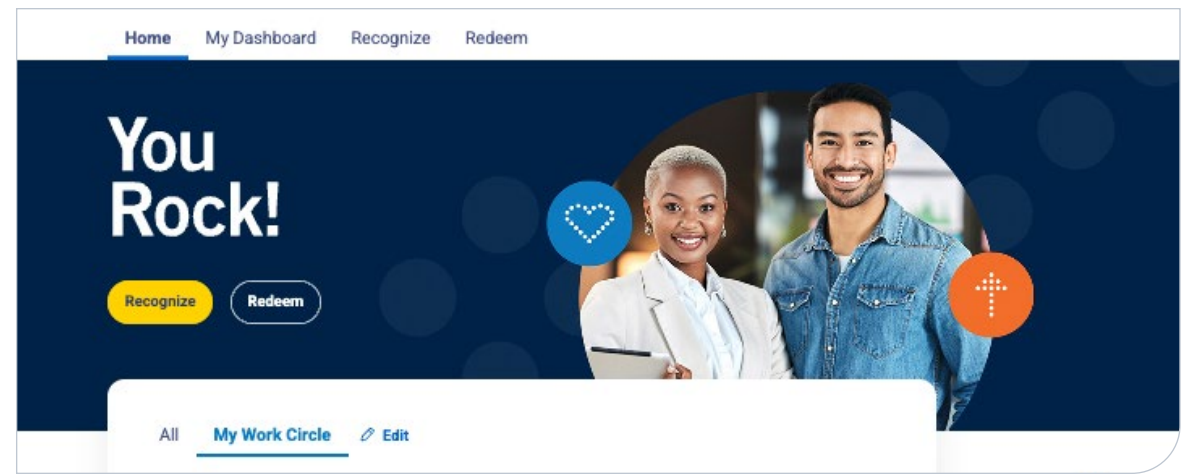 Home My Dashboard Recognize Redeem
You
Rock!
Recognize Redeem
All My Work Circle Edit